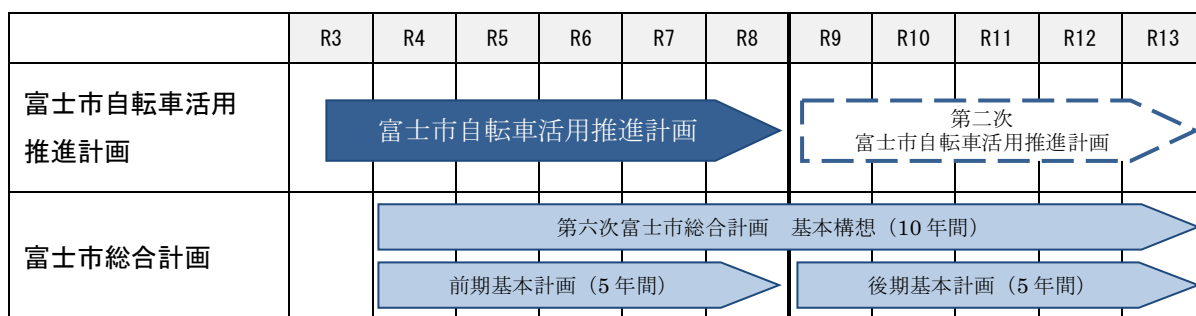 R3 R4 R5 R6 R7 R8 R9 R10 R11 R12 R13
富士市自転車活用
推進計画
富士市自転車活用推進計画
第二次
富士市自転車活用推進計画
富士市総合計画
第六次富士市総合計画　基本構想（10 年間）
前期基本計画（5 年間）
後期基本計画（5 年間）